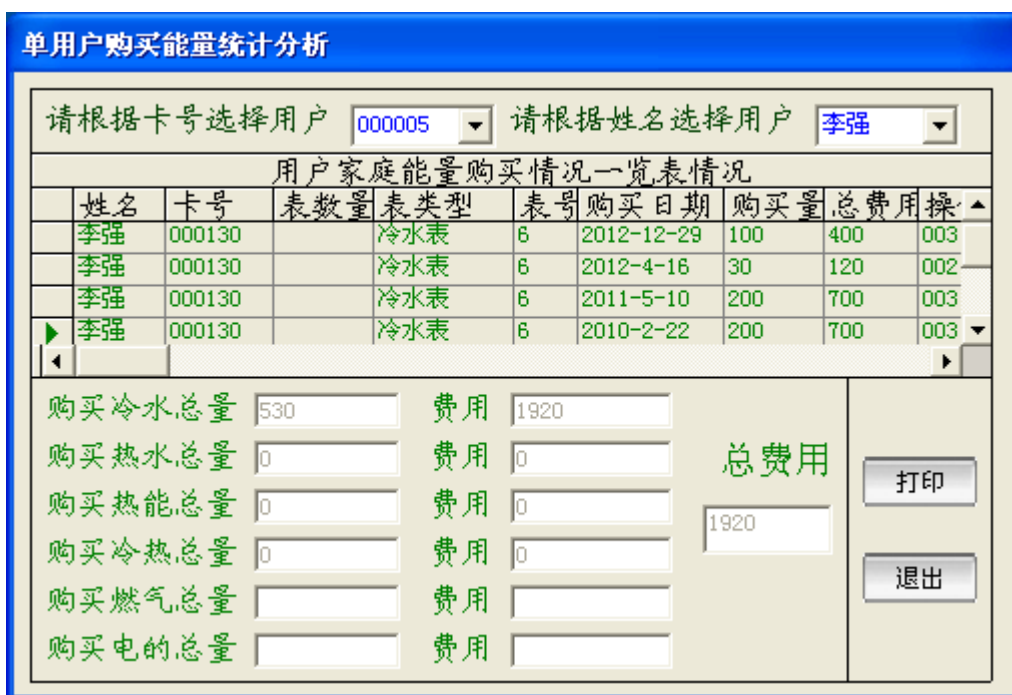 单用户购买能量统计分析
请根据卡号选择用户 000005 请根据姓名选择用户 李强
用户家庭能量购买情况一览表情况
姓名 卡号 表数量 表类型 表号 购买日期 购买量 总费用 操
李强 000130 冷水表 6 2012-12-29 100 400 003
李强 000130 冷水表 6 2012-4-16 30 120 002
李强 000130 冷水表 6 2011-5-10 200 700 003
李强 000130 冷水表 6 2010-2-22 200 700 003
购买冷水总量 530 费用 1920
购买热水总量 0 费用 0
总费用
购买热能总量 0 费用 0
打印
1920
购买冷热总量 0 费用 0
退出
购买燃气总量 费用
购买电的总量 费用